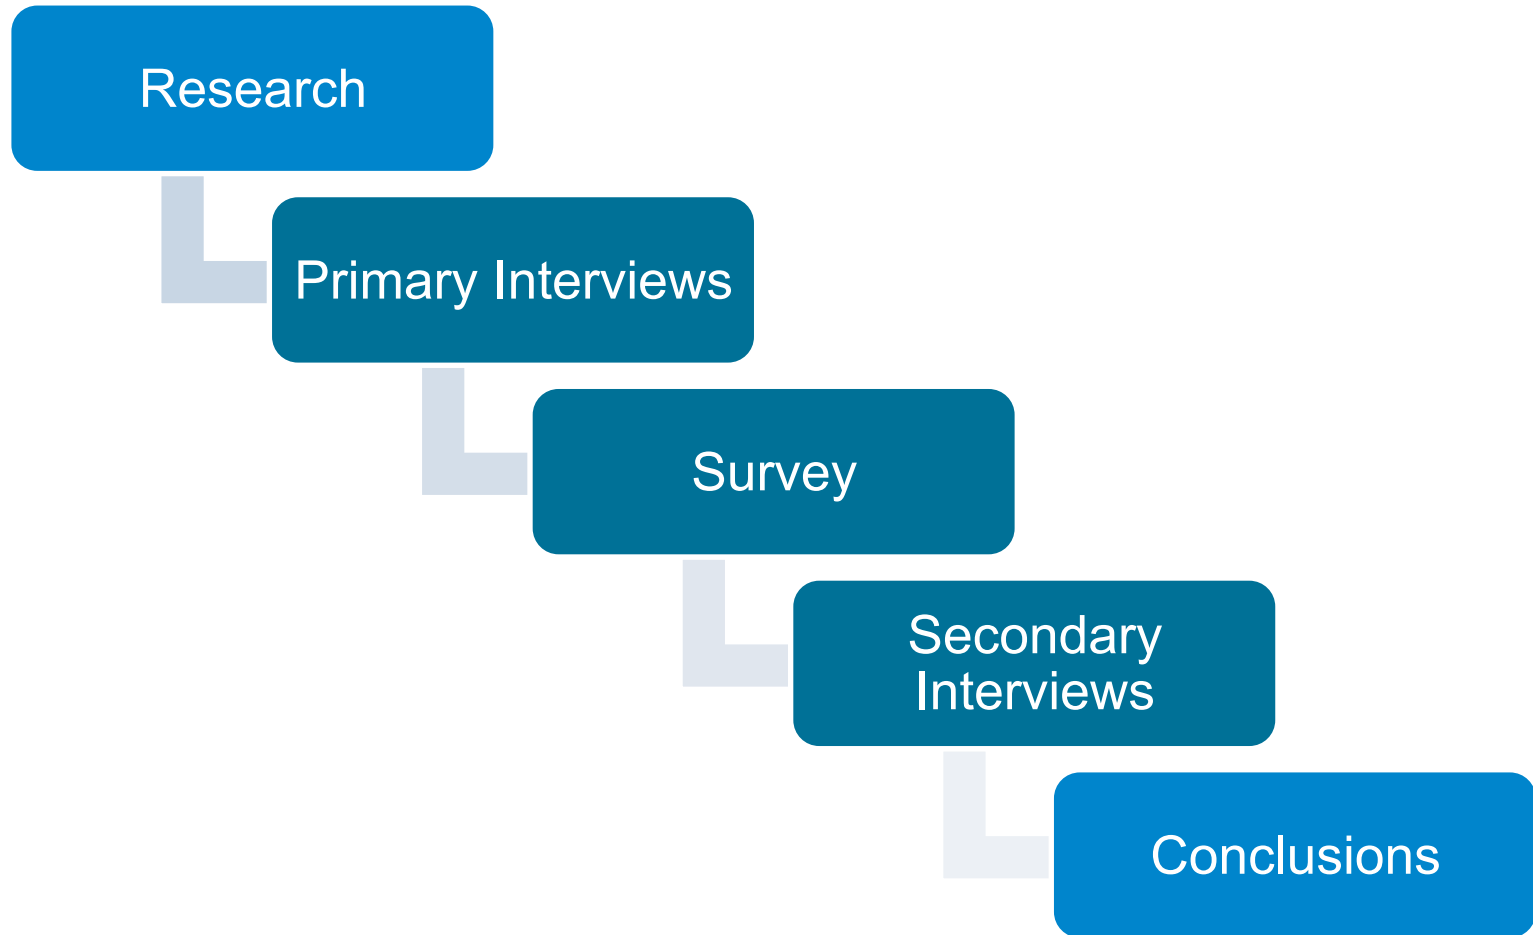 Research
Primary Interviews
Survey
Secondary
Interviews
Conclusions